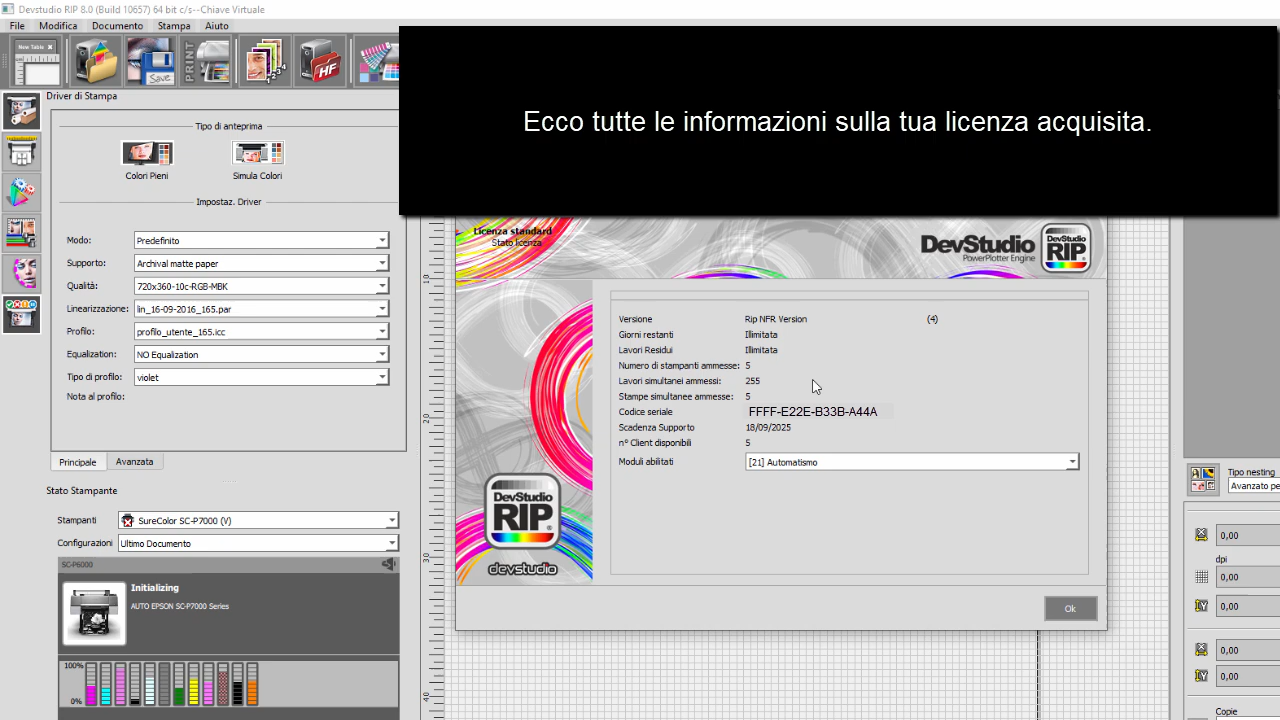 Devstudio RIP 8.0 (Build 10657) 64 bit c/s--Chiave Virtuale
File Modifica Documento Stampa Aiuto
New Table
Save
PRINT
1 2 3 4
HF
Ecco tutte le informazioni sulla tua licenza acquisita.
Driver di Stampa
Tipo di anteprima
Colori Pieni Simula Colori
Impostaz. Driver
Modo: Predefinito
Supporto: Archival matte paper
Qualità: 720x360-10c-RGB-MBK
Linearizzazione: lin_16-09-2016_165.par
Profilo: profilo_utente_165.icc
Equalization: NO Equalization
Tipo di profilo: violet
Nota al profilo:
Principale Avanzata
Stato Stampante
Stampanti SureColor SC-P7000 (V)
Configurazioni Ultimo Documento
SC-P6000
Initializing
AUTO EPSON SC-P7000 Series
100%
0%
10
20
30
40
Licenza standard
Stato licenza
DevStudio
PowerPlotter Engine
DevStudio
RIP
Versione Rip NFR Version (4)
Giorni restanti Illimitata
Lavori Residui Illimitata
Numero di stampanti ammesse: 5
Lavori simultanei ammessi: 255
Stampe simultanee ammesse: 5
Codice seriale FFFF-E22E-B33B-A44A
Scadenza Supporto 18/09/2025
n° Client disponibili 5
Moduli abilitati [21] Automatismo
DevStudio
RIP
devstudio
Ok
Tipo nesting
Avanzato pe
0,00
dpi
0,00
0,00
0,00
0,00
Copie